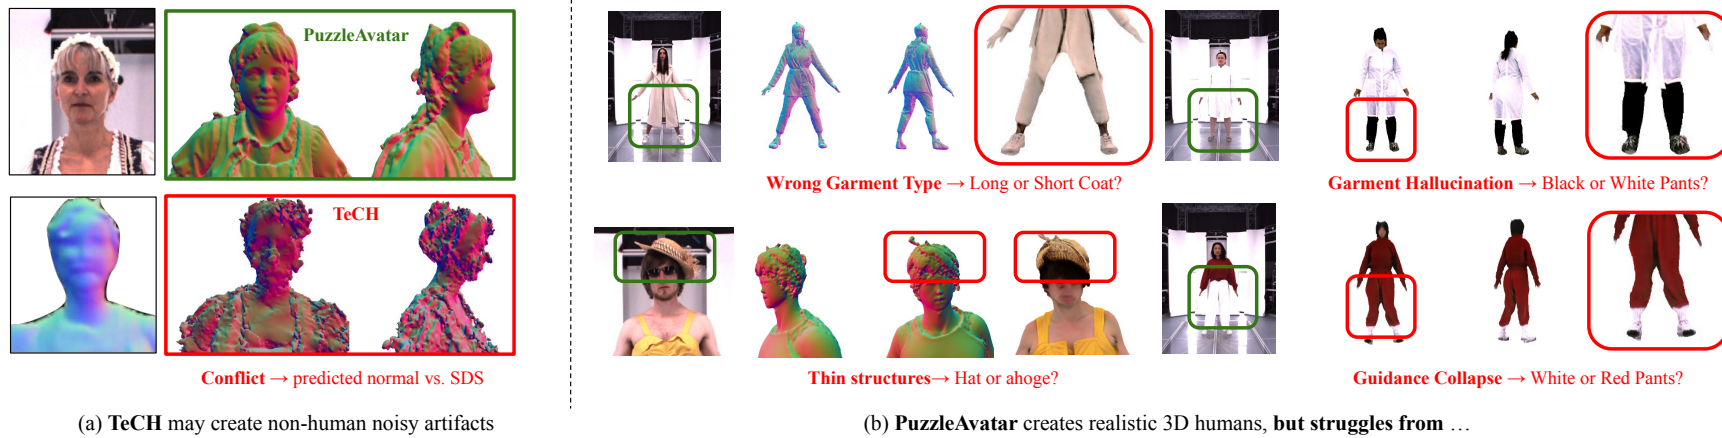 PuzzleAvatar
TeCH
Conflict → predicted normal vs. SDS
(a) TeCH may create non-human noisy artifacts
Wrong Garment Type → Long or Short Coat?
Garment Hallucination → Black or White Pants?
Thin structures→ Hat or ahoge?
Guidance Collapse → White or Red Pants?
(b) PuzzleAvatar creates realistic 3D humans, but struggles from …